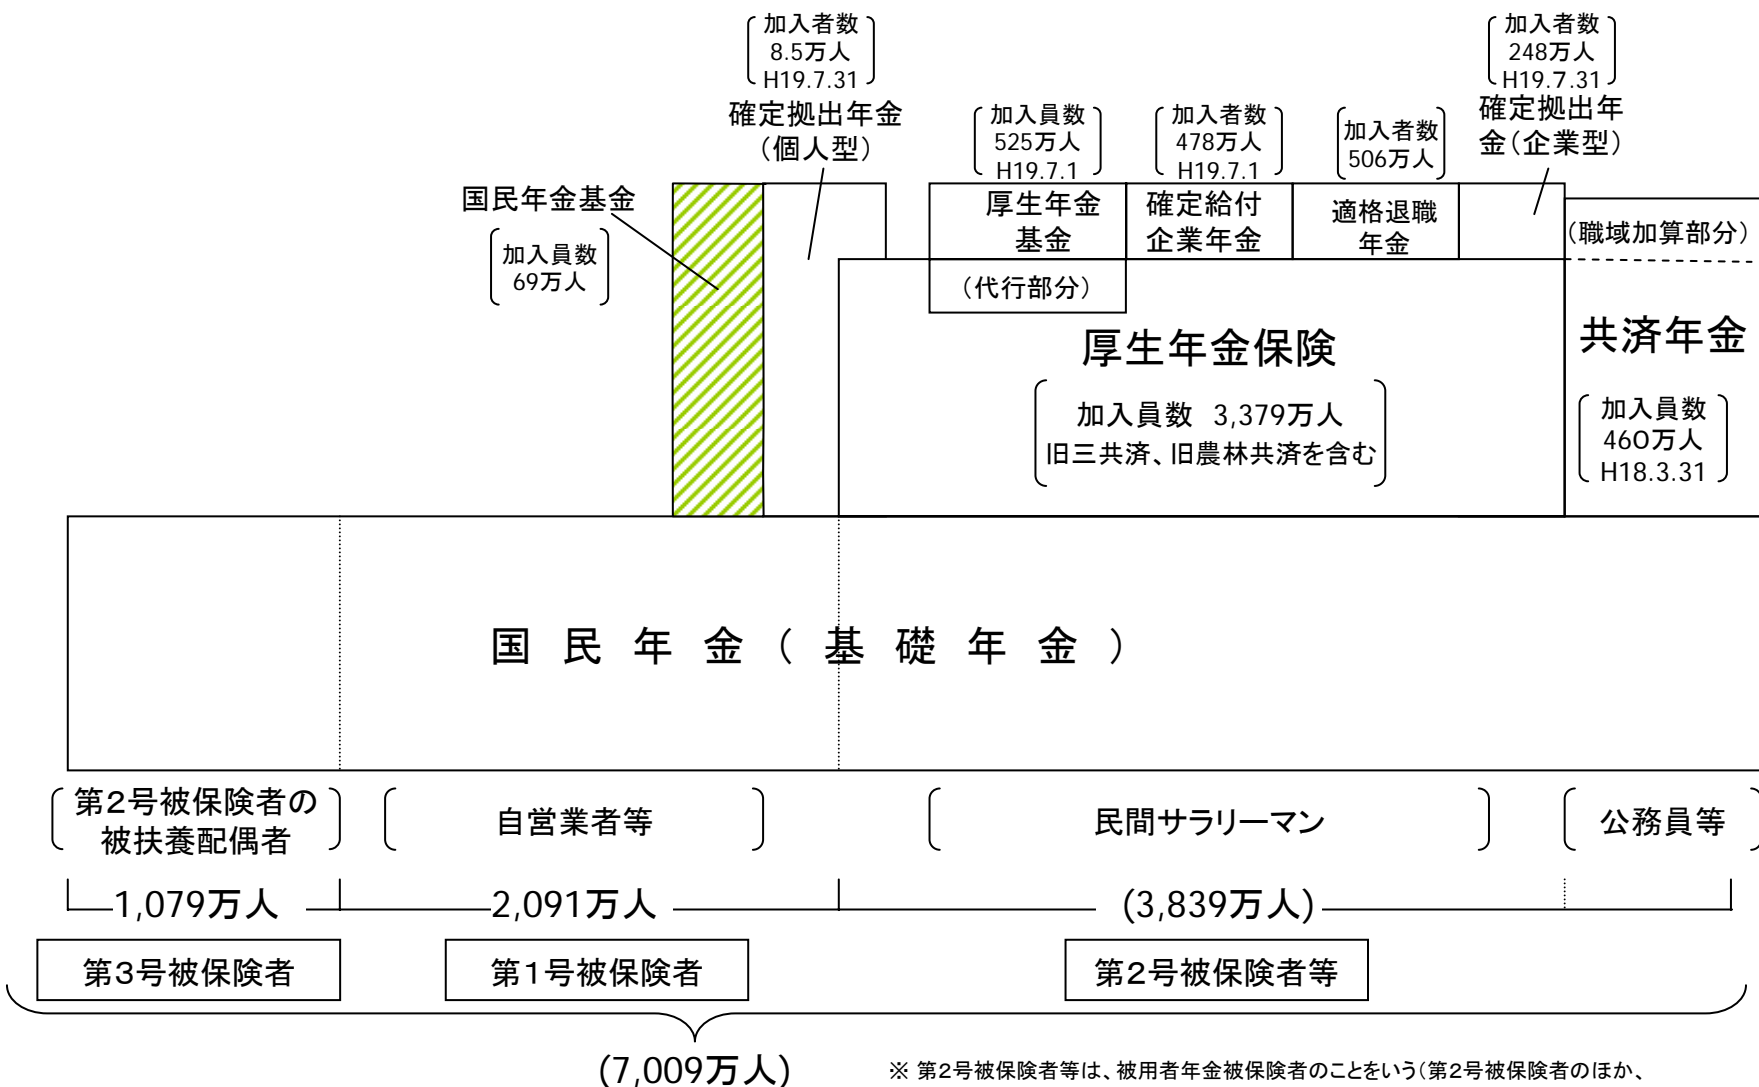 加入者数
8.5万人
H19.7.31
確定拠出年金
（個人型）
加入者数
248万人
H19.7.31
確定拠出年
金（企業型）
加入員数
525万人
H19.7.1
加入者数
478万人
H19.7.1
加入者数
506万人
国民年金基金
加入員数
69万人
厚生年金
基金
確定給付
企業年金
適格退職
年金
（職域加算部分）
（代行部分）
厚生年金保険
加入員数 3,379万人
旧三共済、旧農林共済を含む
共済年金
加入員数
460万人
H18.3.31
国民年金（基礎年金）
第2号被保険者の
被扶養配偶者
自営業者等
民間サラリーマン
公務員等
1,079万人
2,091万人
(3,839万人)
第3号被保険者
第1号被保険者
第2号被保険者等
(7,009万人)
※ 第2号被保険者等は、被用者年金被保険者のことをいう（第2号被保険者のほか、